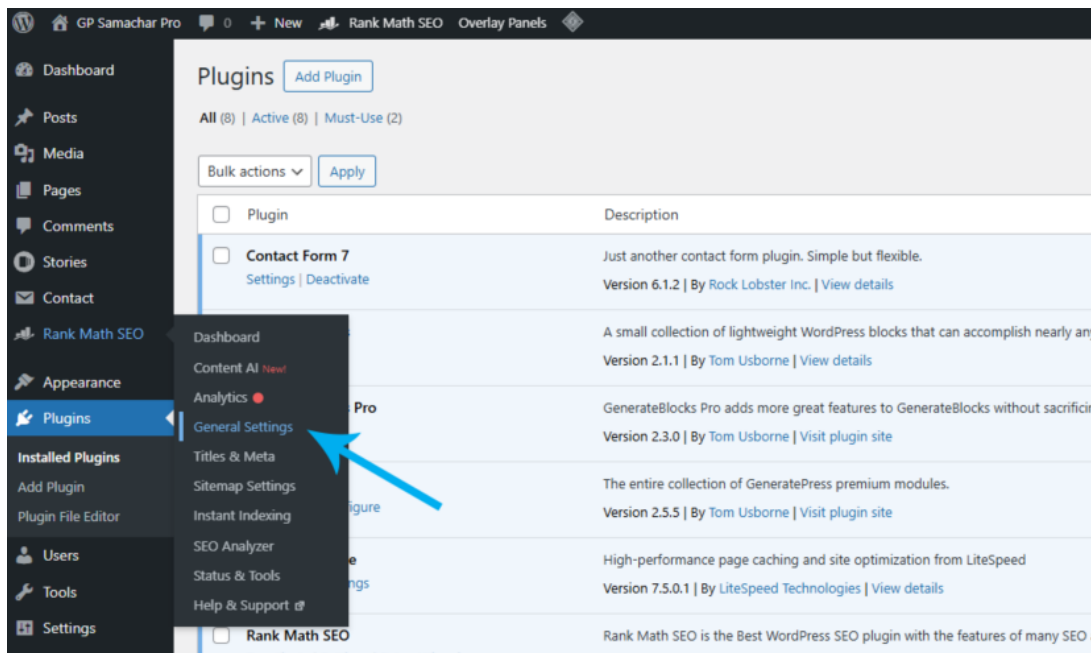 GP Samachar Pro 0 New Rank Math SEO Overlay Panels
Dashboard
Posts
Media
Pages
Comments
Stories
Contact
Rank Math SEO
Appearance
Plugins
Installed Plugins
Add Plugin
Plugin File Editor
Users
Tools
Settings
Dashboard
Content AI New!
Analytics
General Settings
Titles & Meta
Sitemap Settings
Instant Indexing
SEO Analyzer
Status & Tools
Help & Support
Plugins Add Plugin
All (8) | Active (8) | Must-Use (2)
Bulk actions Apply
Plugin Description
Contact Form 7 Just another contact form plugin. Simple but flexible.
Settings | Deactivate Version 6.1.2 | By Rock Lobster Inc. | View details
A small collection of lightweight WordPress blocks that can accomplish nearly
Version 2.1.1 | By Tom Usborne | View details
Pro GenerateBlocks Pro adds more great features to GenerateBlocks without
Version 2.3.0 | By Tom Usborne | Visit plugin site
The entire collection of GeneratePress premium modules.
Version 2.5.5 | By Tom Usborne | Visit plugin site
High-performance page caching and site optimization from LiteSpeed
Version 7.5.0.1 | By LiteSpeed Technologies | View details
Rank Math SEO Rank Math SEO is the Best WordPress SEO plugin with the features of many SEO